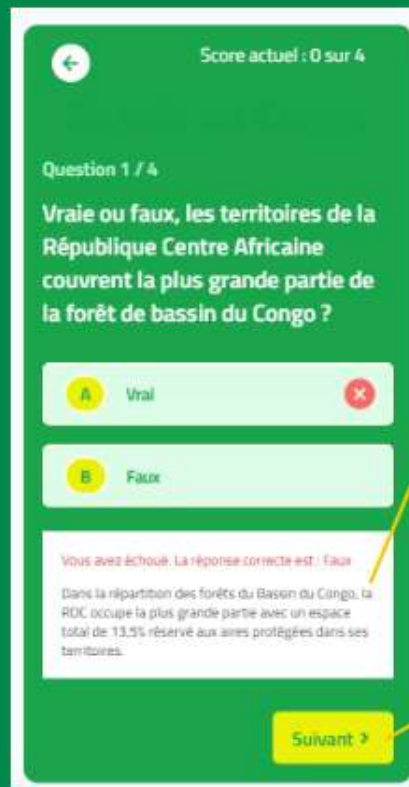 Score actuel : 0 sur 4
Question 1 / 4
Vraie ou faux, les territoires de la
République Centre Africaine
couvrent la plus grande partie de
la forêt de bassin du Congo ?
A Vrai
B Faux
Vous avez échoué. La réponse correcte est : Faux
Dans la répartition des forêts du Bassin du Congo, la
RDC occupe la plus grande partie avec un espace
total de 13,5% réservé aux aires protégées dans ses
territoires.
Suivant >